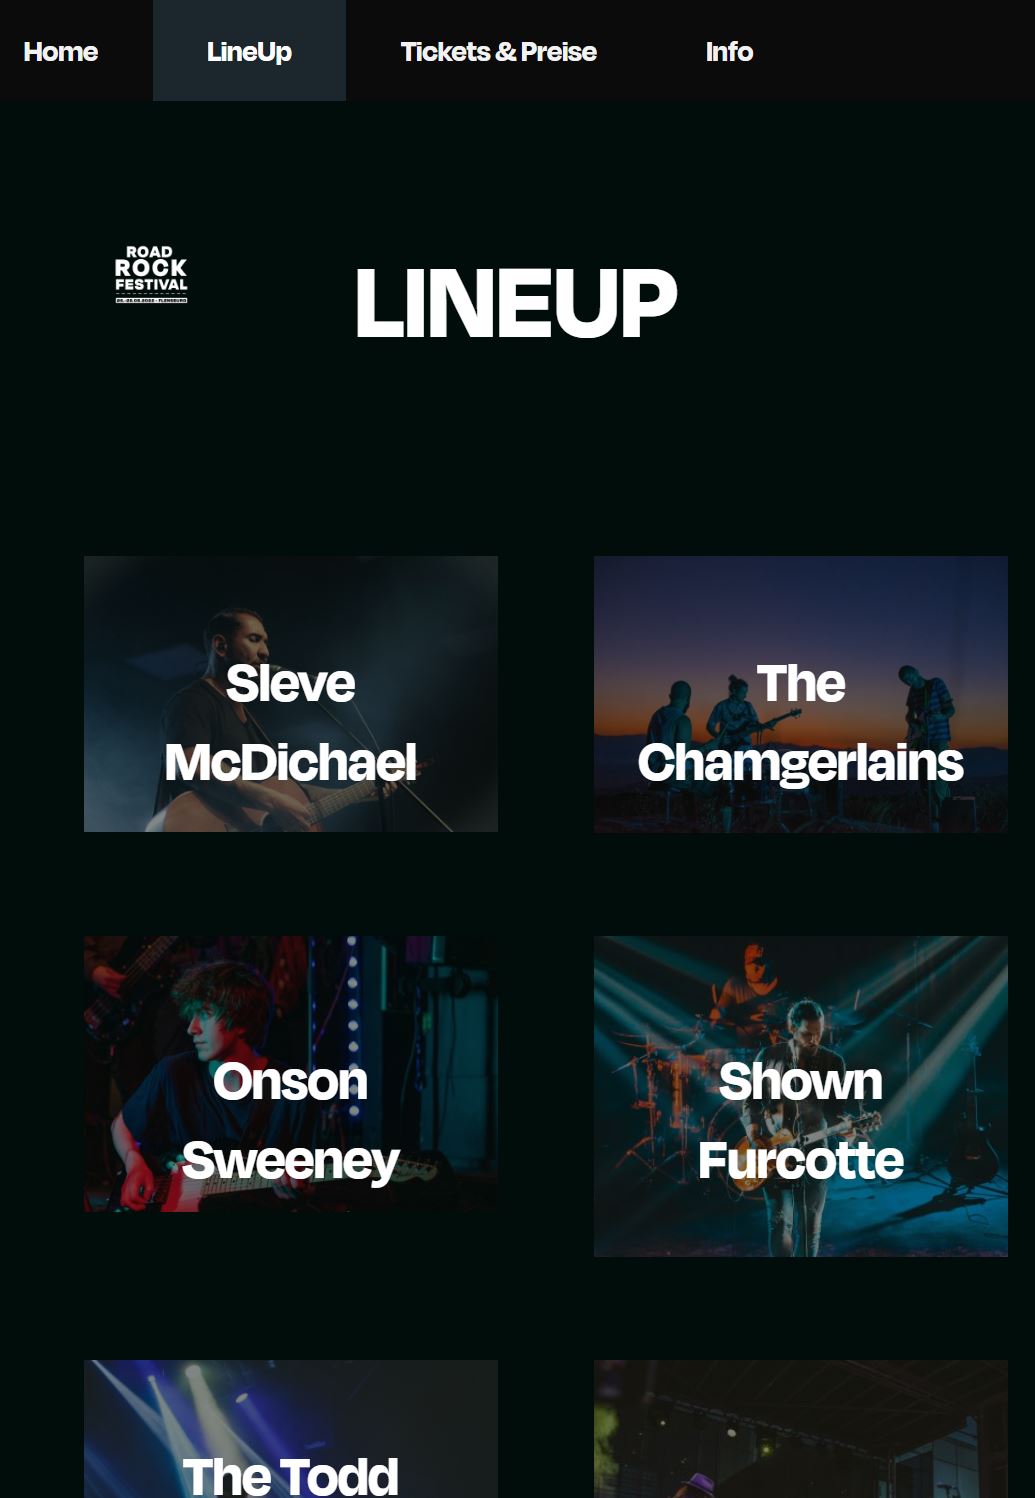 Home LineUp Tickets & Preise Info
ROAD
ROCK
FESTIVAL
LINEUP
Sleve
McDichael
The
Chamgerlains
Onson
Sweeney
Shown
Furcotte
The Todd